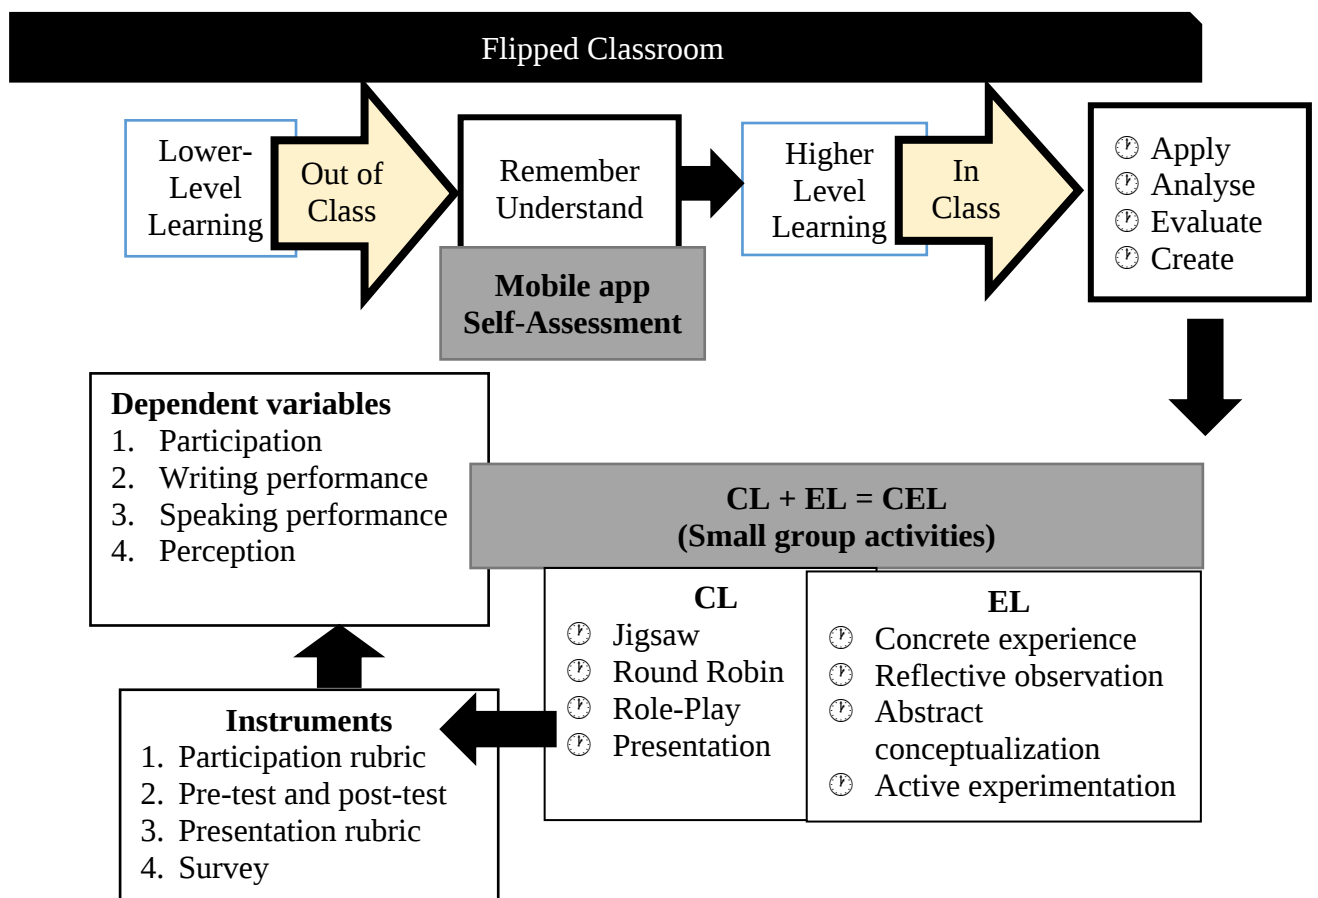 Flipped Classroom
Lower-
Level
Learning
Out of
Class
Remember
Understand
Mobile app
Self-Assessment
Higher
Level
Learning
In
Class
Apply
Analyse
Evaluate
Create
CL + EL = CEL
(Small group activities)
CL
Jigsaw
Round Robin
Role-Play
Presentation
EL
Concrete experience
Reflective observation
Abstract
conceptualization
Active experimentation
Instruments
1. Participation rubric
2. Pre-test and post-test
3. Presentation rubric
4. Survey
Dependent variables
1. Participation
2. Writing performance
3. Speaking performance
4. Perception